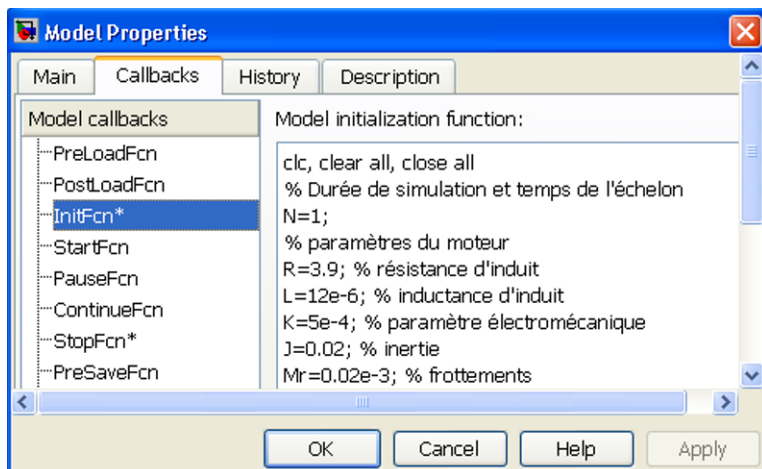 Model Properties
Main Callbacks History Description
Model callbacks
PreLoadFcn
PostLoadFcn
InitFcn*
StartFcn
PauseFcn
ContinueFcn
StopFcn*
PreSaveFcn
Model initialization function:
clc, clear all, close all
% Durée de simulation et temps de l'échelon
N=1;
% paramètres du moteur
R=3.9; % résistance d'induit
L=12e-6; % inductance d'induit
K=5e-4; % paramètre électromécanique
J=0.02; % inertie
Mr=0.02e-3; % frottements
OK Cancel Help Apply